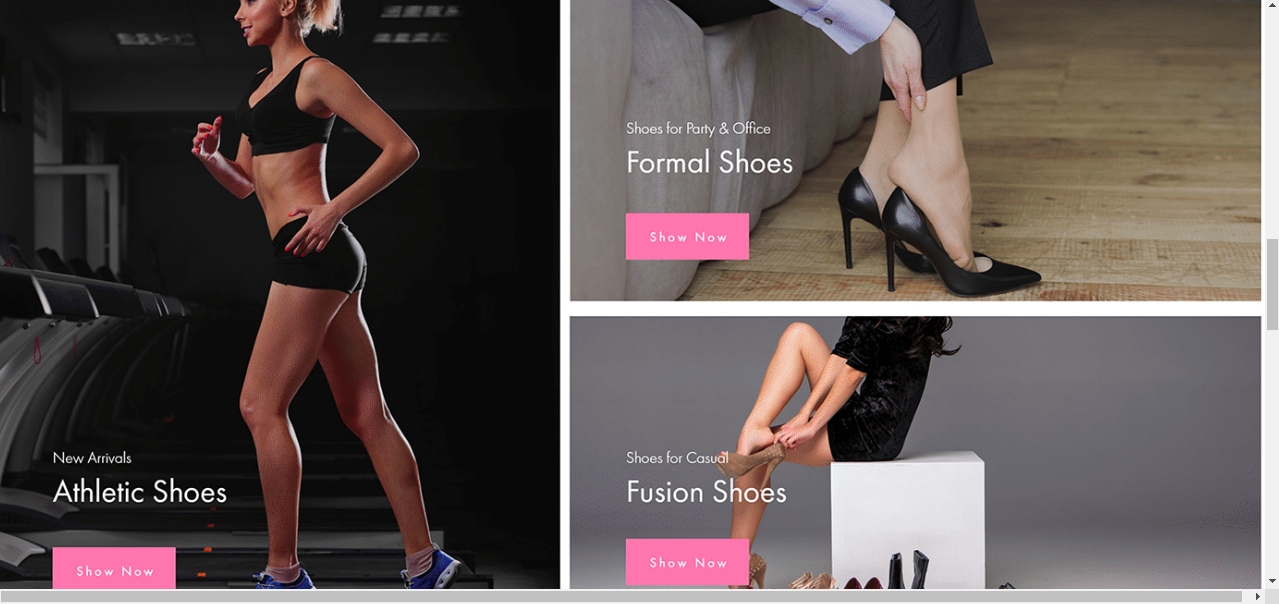 Shoes for Party & Office
Formal Shoes
Show Now
New Arrivals
Athletic Shoes
Show Now
Shoes for Casual
Fusion Shoes
Show Now